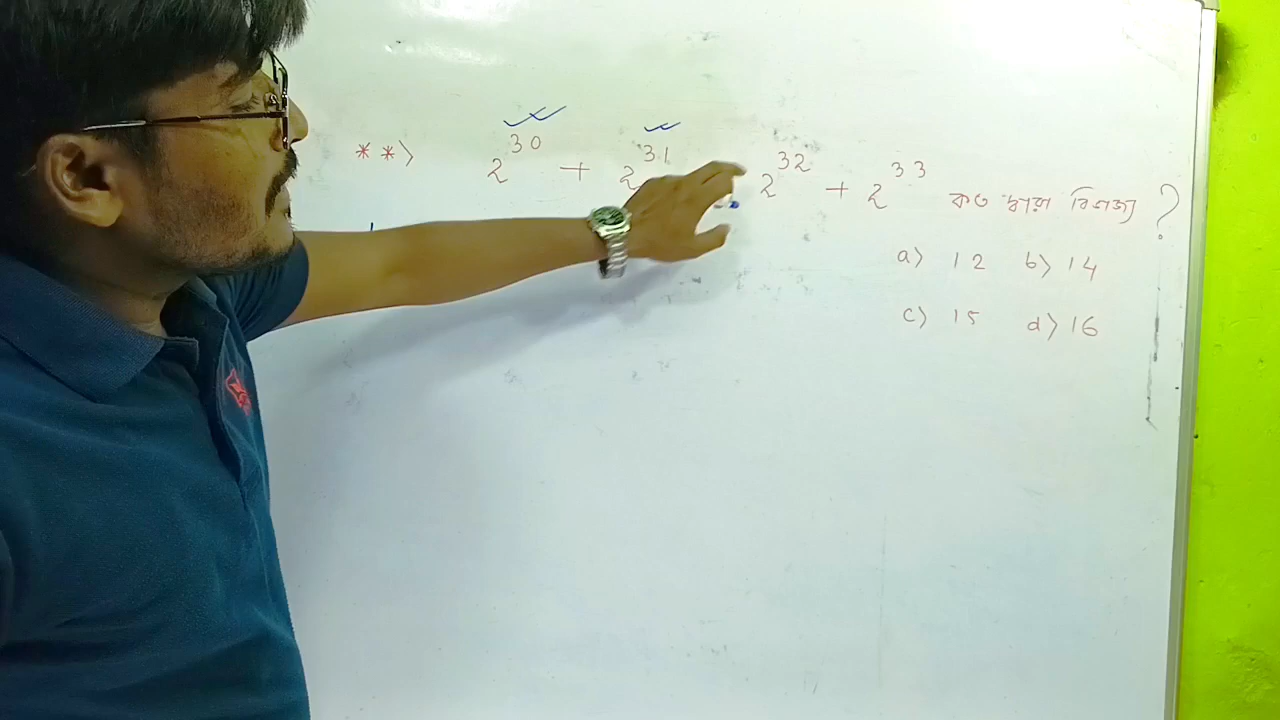 **> 2^30 + 2^31 2^32 + 2^33 কত দ্বারা বিভাজ্য ?
a) 12 b) 14
c) 15 d) 16